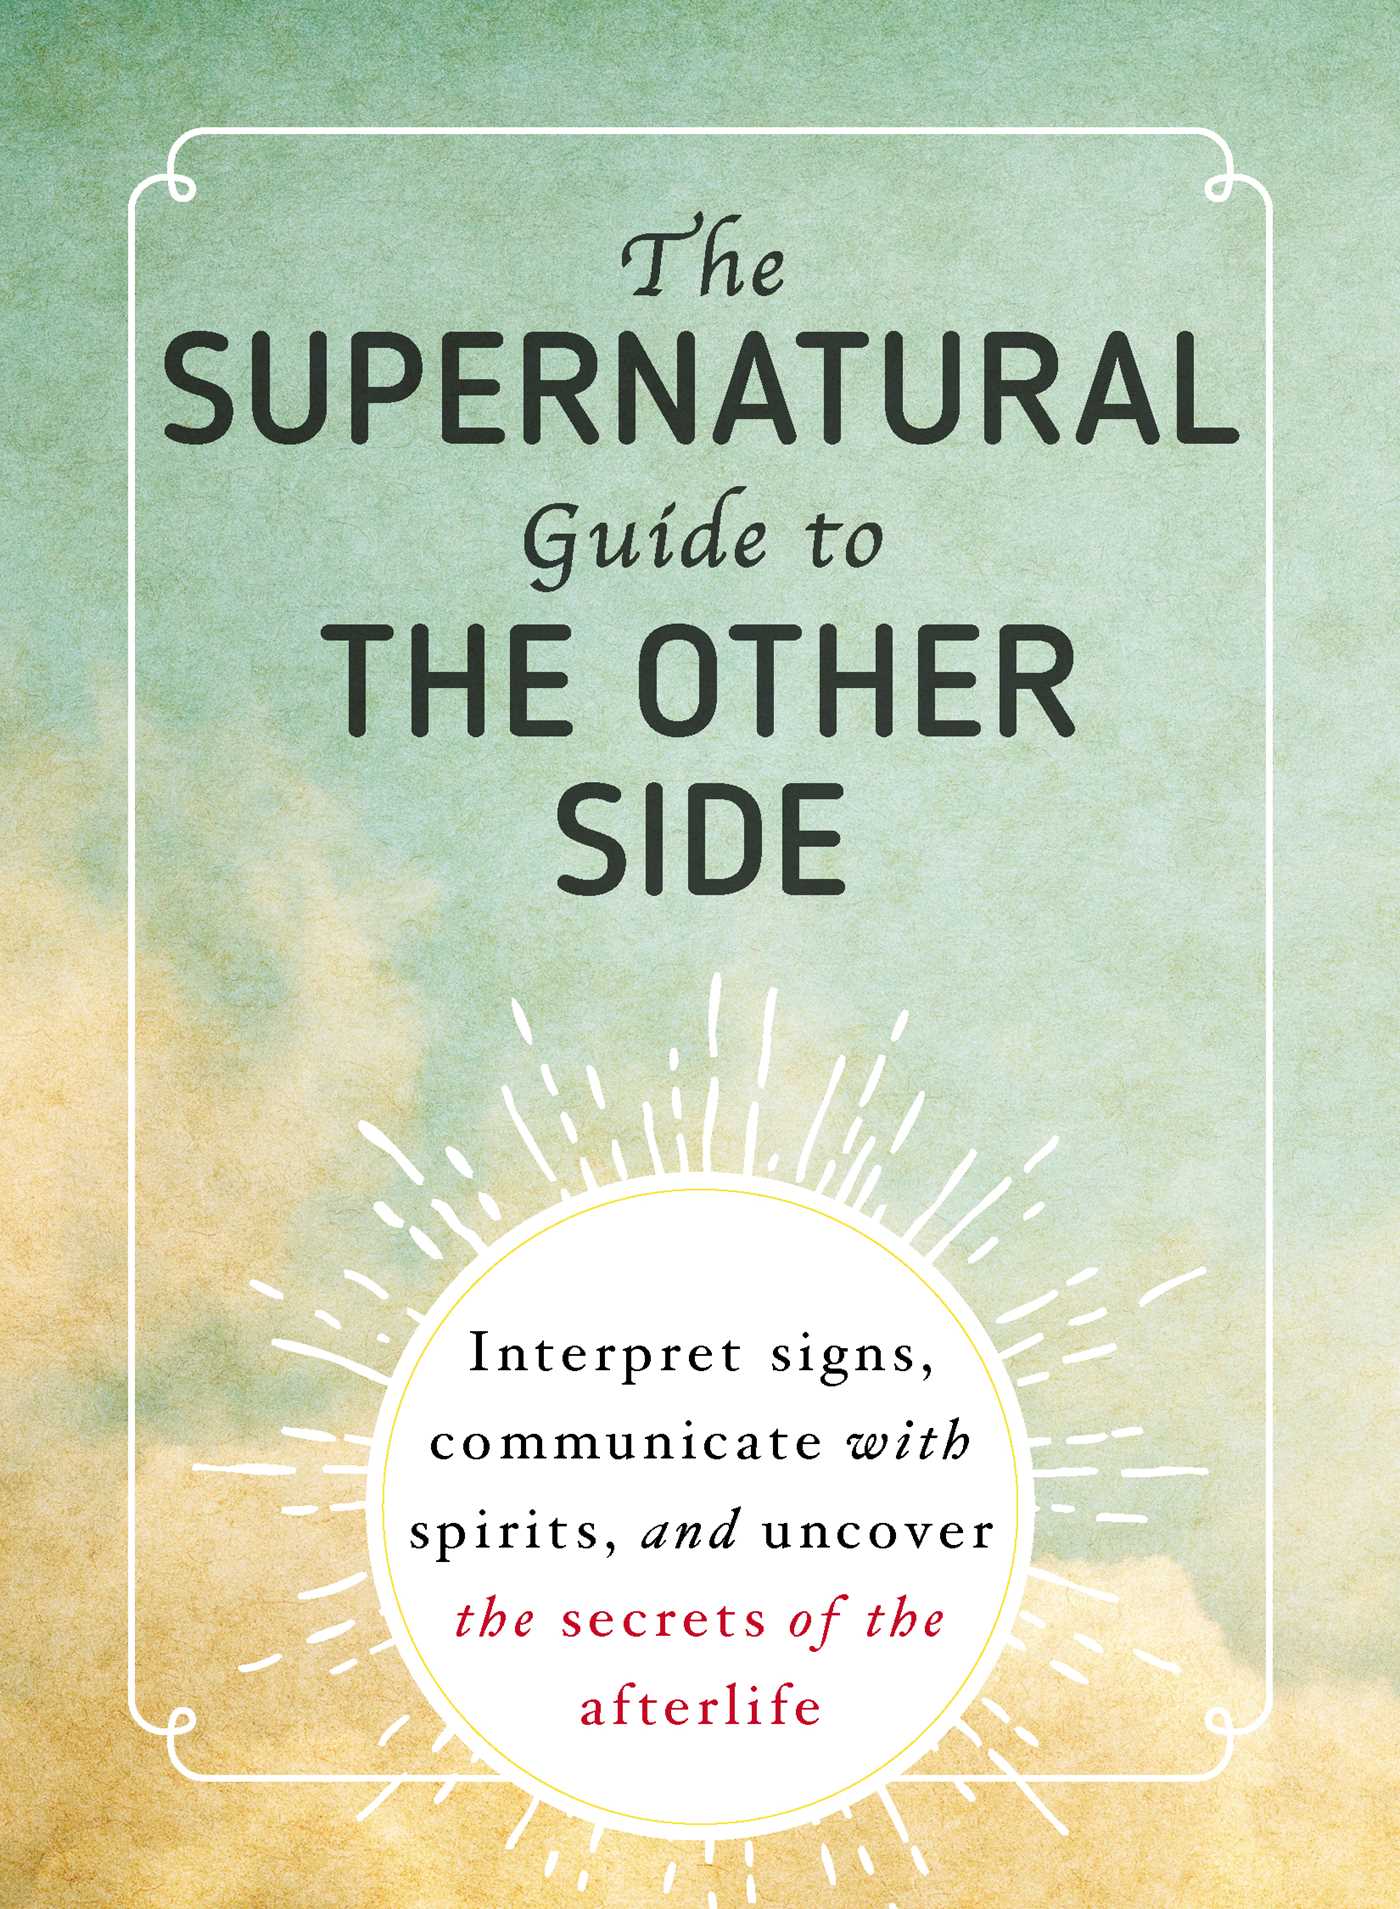 The
SUPERNATURAL
Guide to
THE OTHER
SIDE
Interpret signs,
communicate with
spirits, and uncover
the secrets of the
afterlife